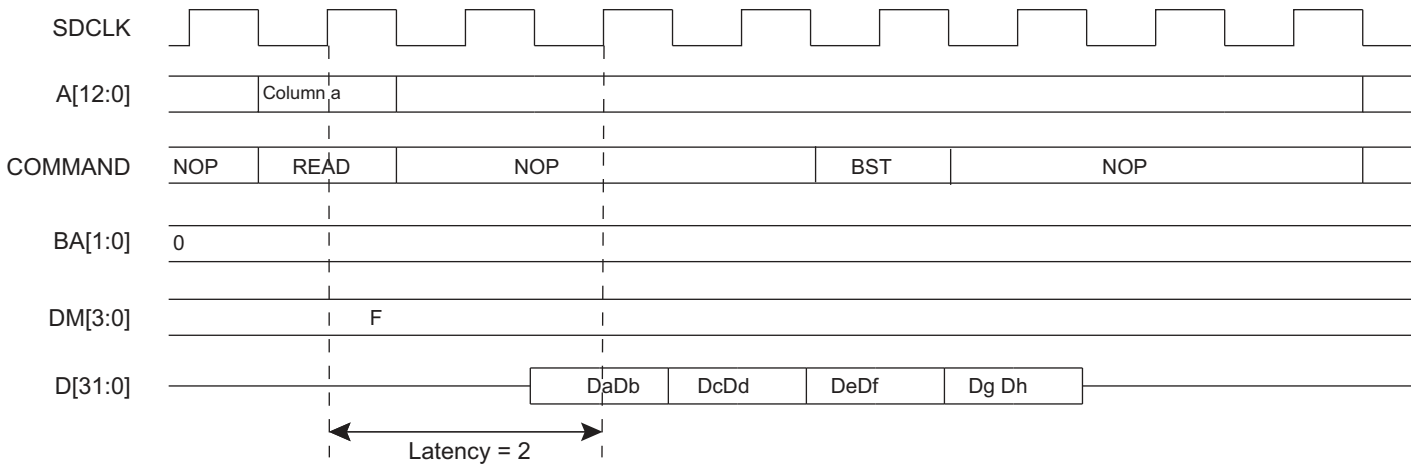 SDCLK
A[12:0] Column a
COMMAND NOP READ NOP BST NOP
BA[1:0] 0
DM[3:0] F
D[31:0] DaDb DcDd DeDf Dg Dh
Latency = 2